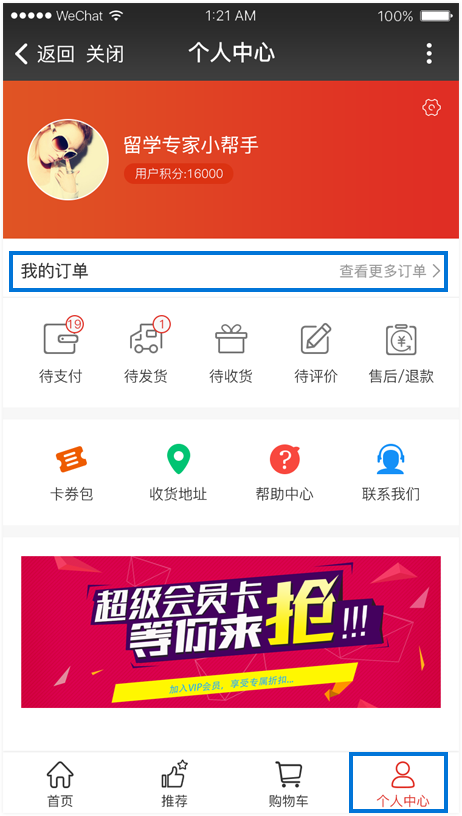 WeChat 1:21 AM 100%
返回 关闭 个人中心
留学专家小帮手
用户积分:16000
我的订单 查看更多订单
19 1
待支付 待发货 待收货 待评价 售后/退款
卡券包 收货地址 帮助中心 联系我们
超级会员卡
等你来抢!!!
加入VIP会员，享受专属折扣...
首页 推荐 购物车 个人中心